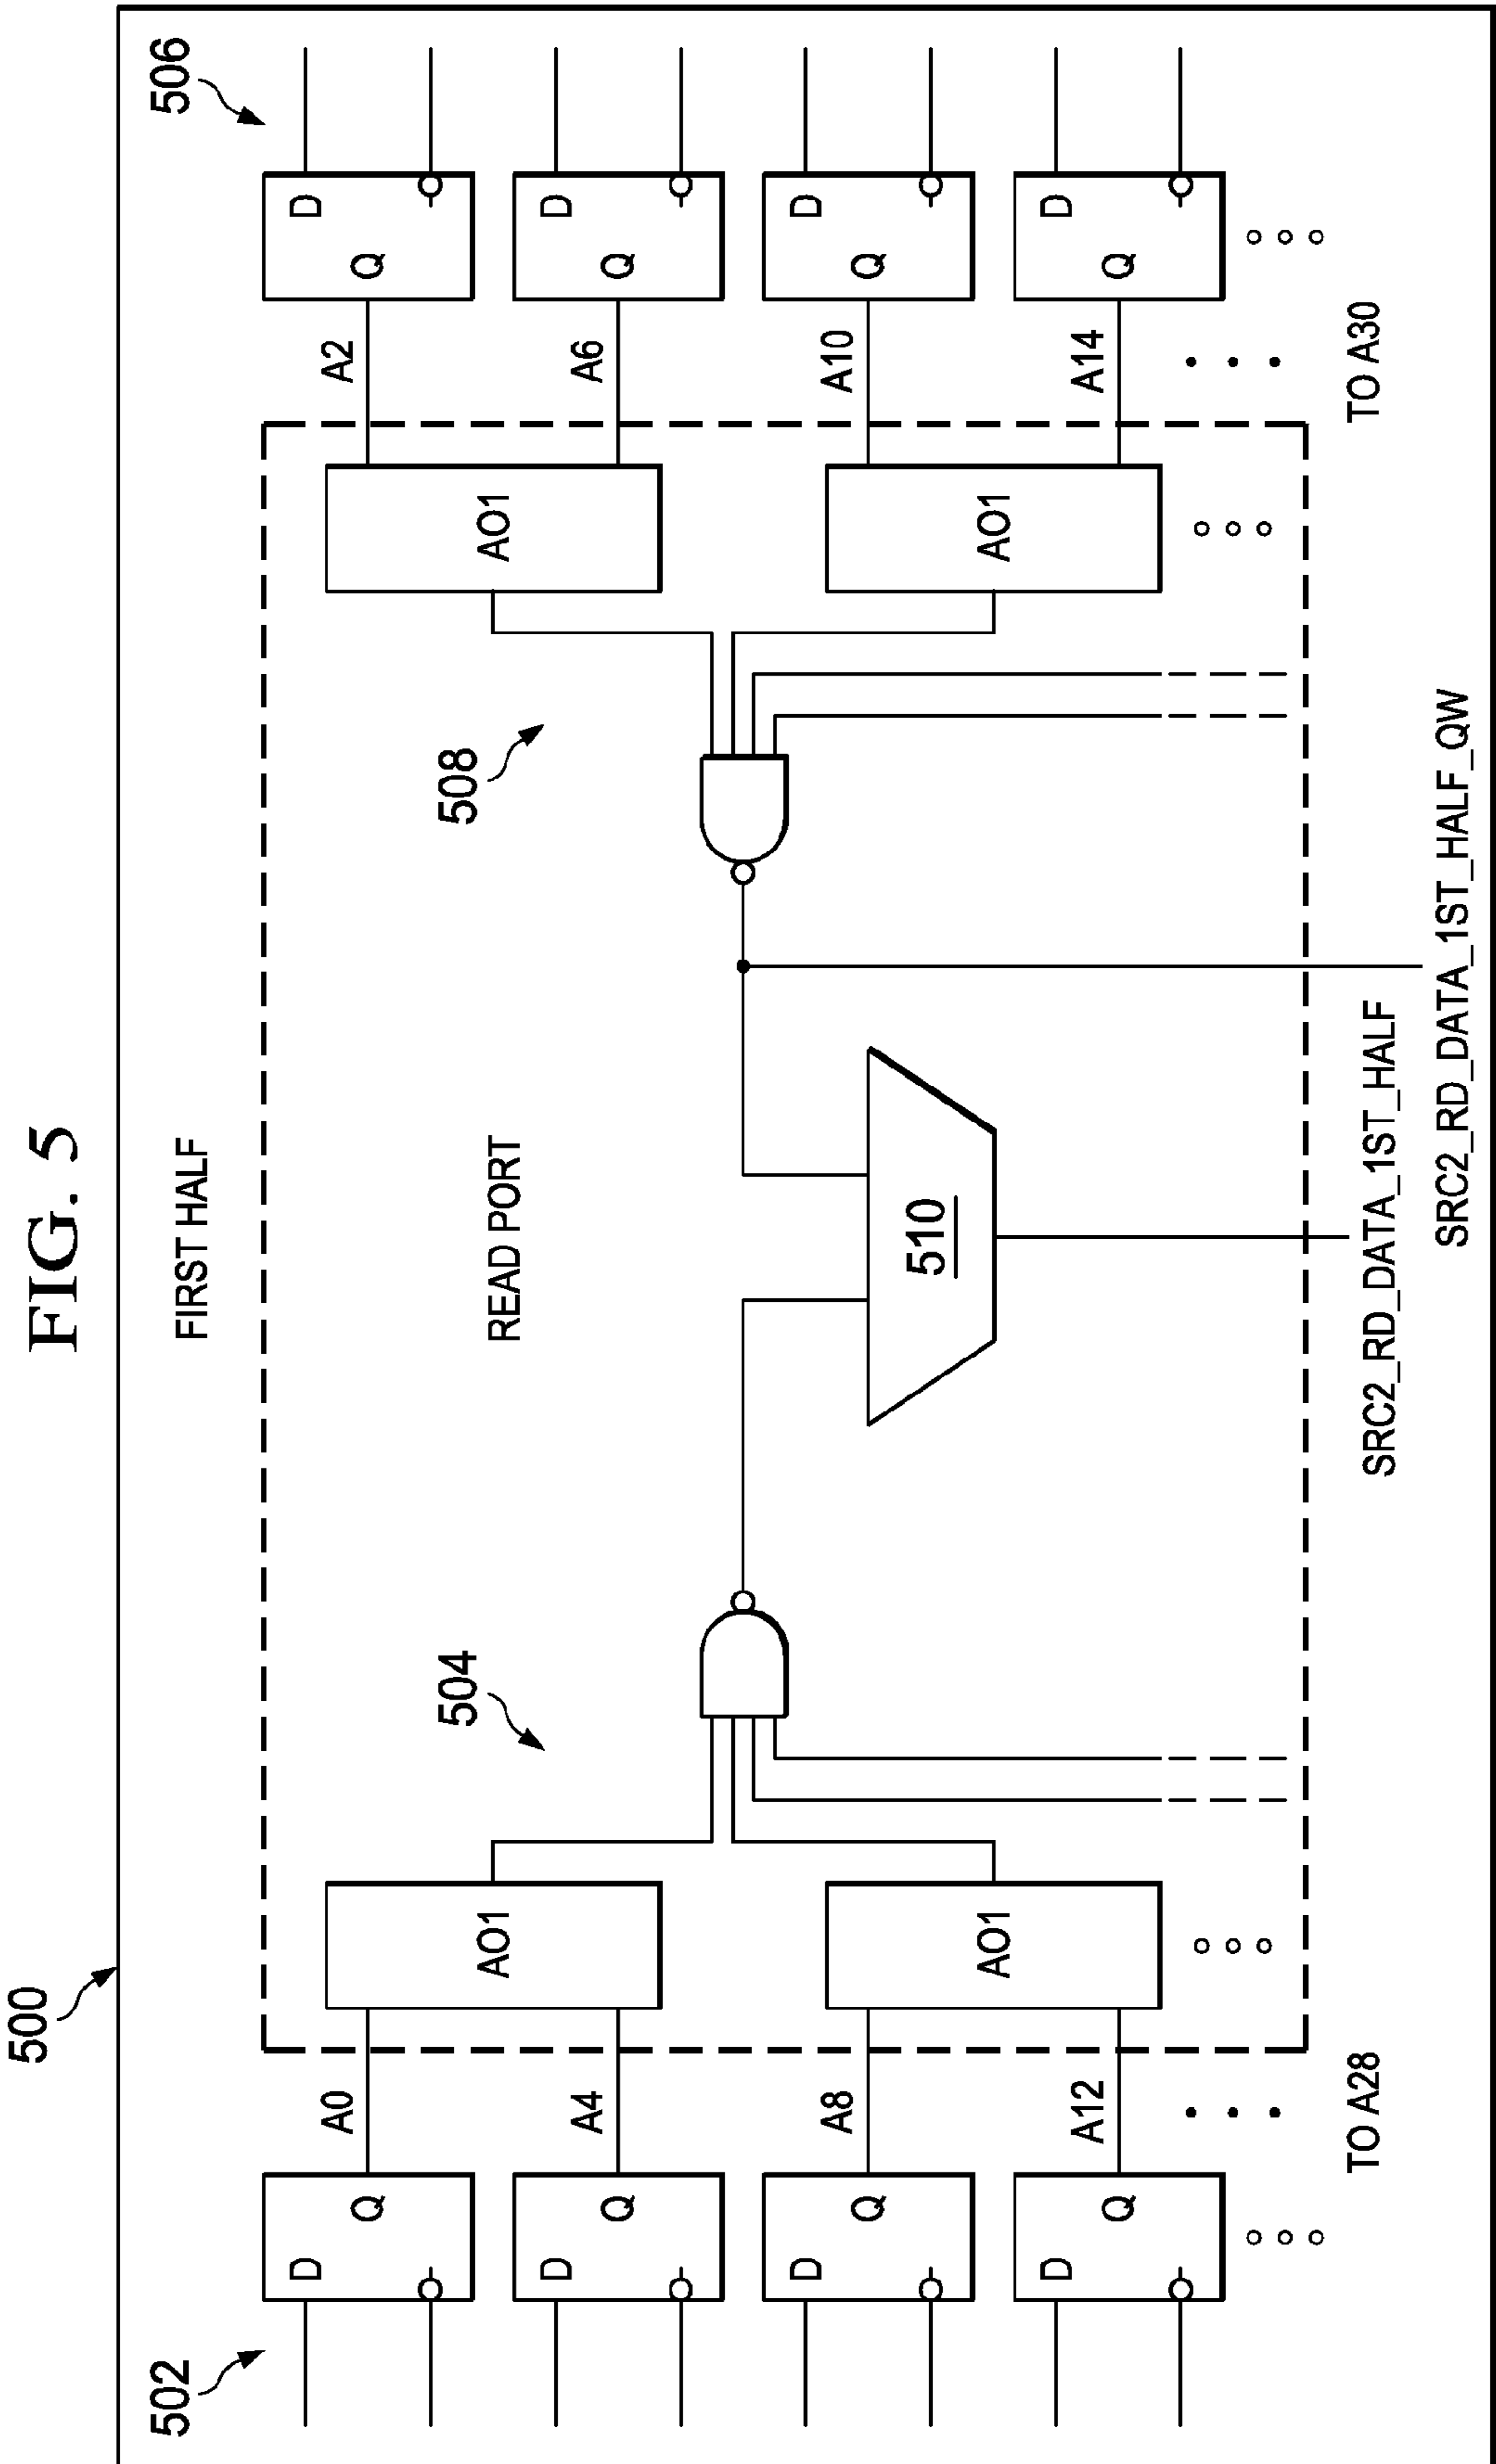 FIG. 5
500
FIRST HALF
502
506
D
Q
A0
A2
Q
D
AO1
READ PORT
AO1
504
508
D
Q
A4
A6
Q
D
D
Q
A8
510
A10
Q
D
AO1
AO1
D
Q
A12
A14
Q
D
TO A28
SRC2_RD_DATA_1ST_HALF
TO A30
SRC2_RD_DATA_1ST_HALF_QW